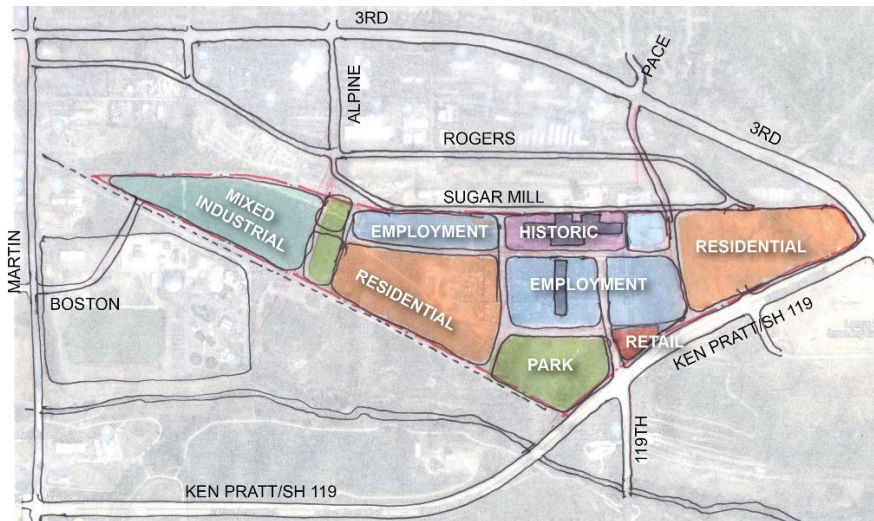 3RD
PACE
ALPINE
3RD
ROGERS
SUGAR MILL
MIXED
INDUSTRIAL
EMPLOYMENT
HISTORIC
RESIDENTIAL
MARTIN
RESIDENTIAL
EMPLOYMENT
BOSTON
RETAIL
KEN PRATT/SH 119
PARK
119TH
KEN PRATT/SH 119